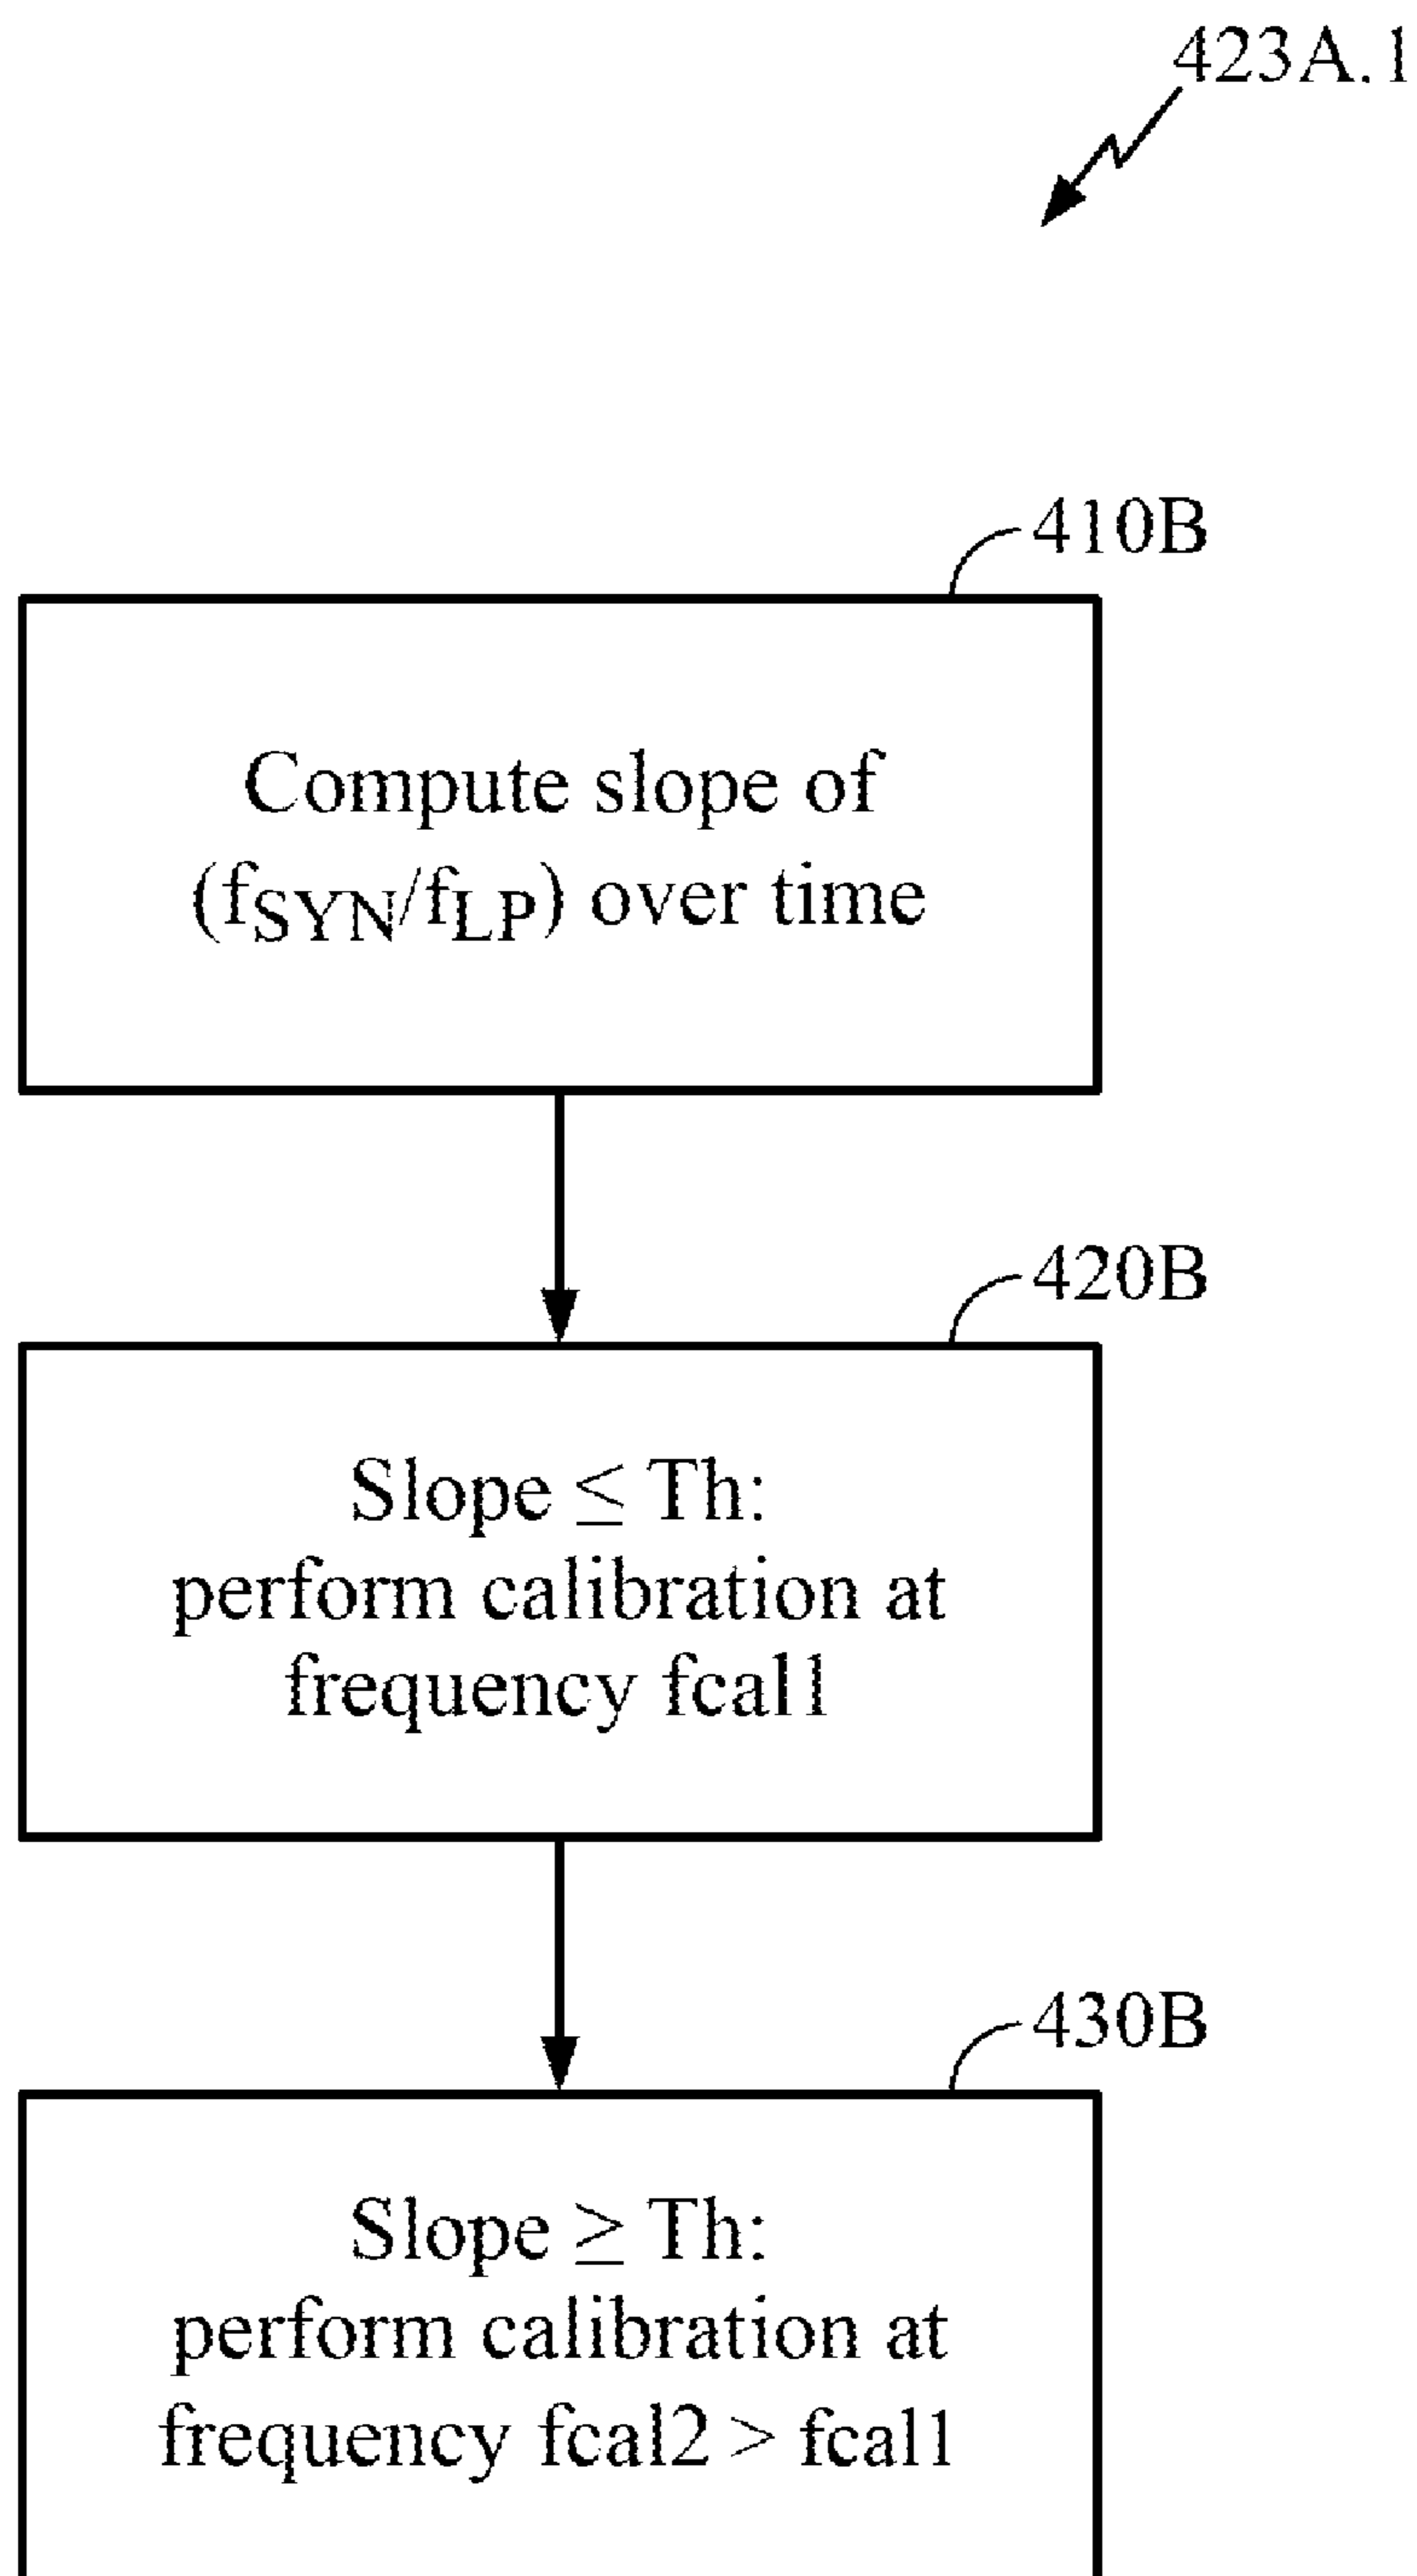 423A.1
410B
Compute slope of
(fSYN/fLP) over time
420B
Slope ≤ Th:
perform calibration at
frequency fcal1
430B
Slope ≥ Th:
perform calibration at
frequency fcal2 > fcal1